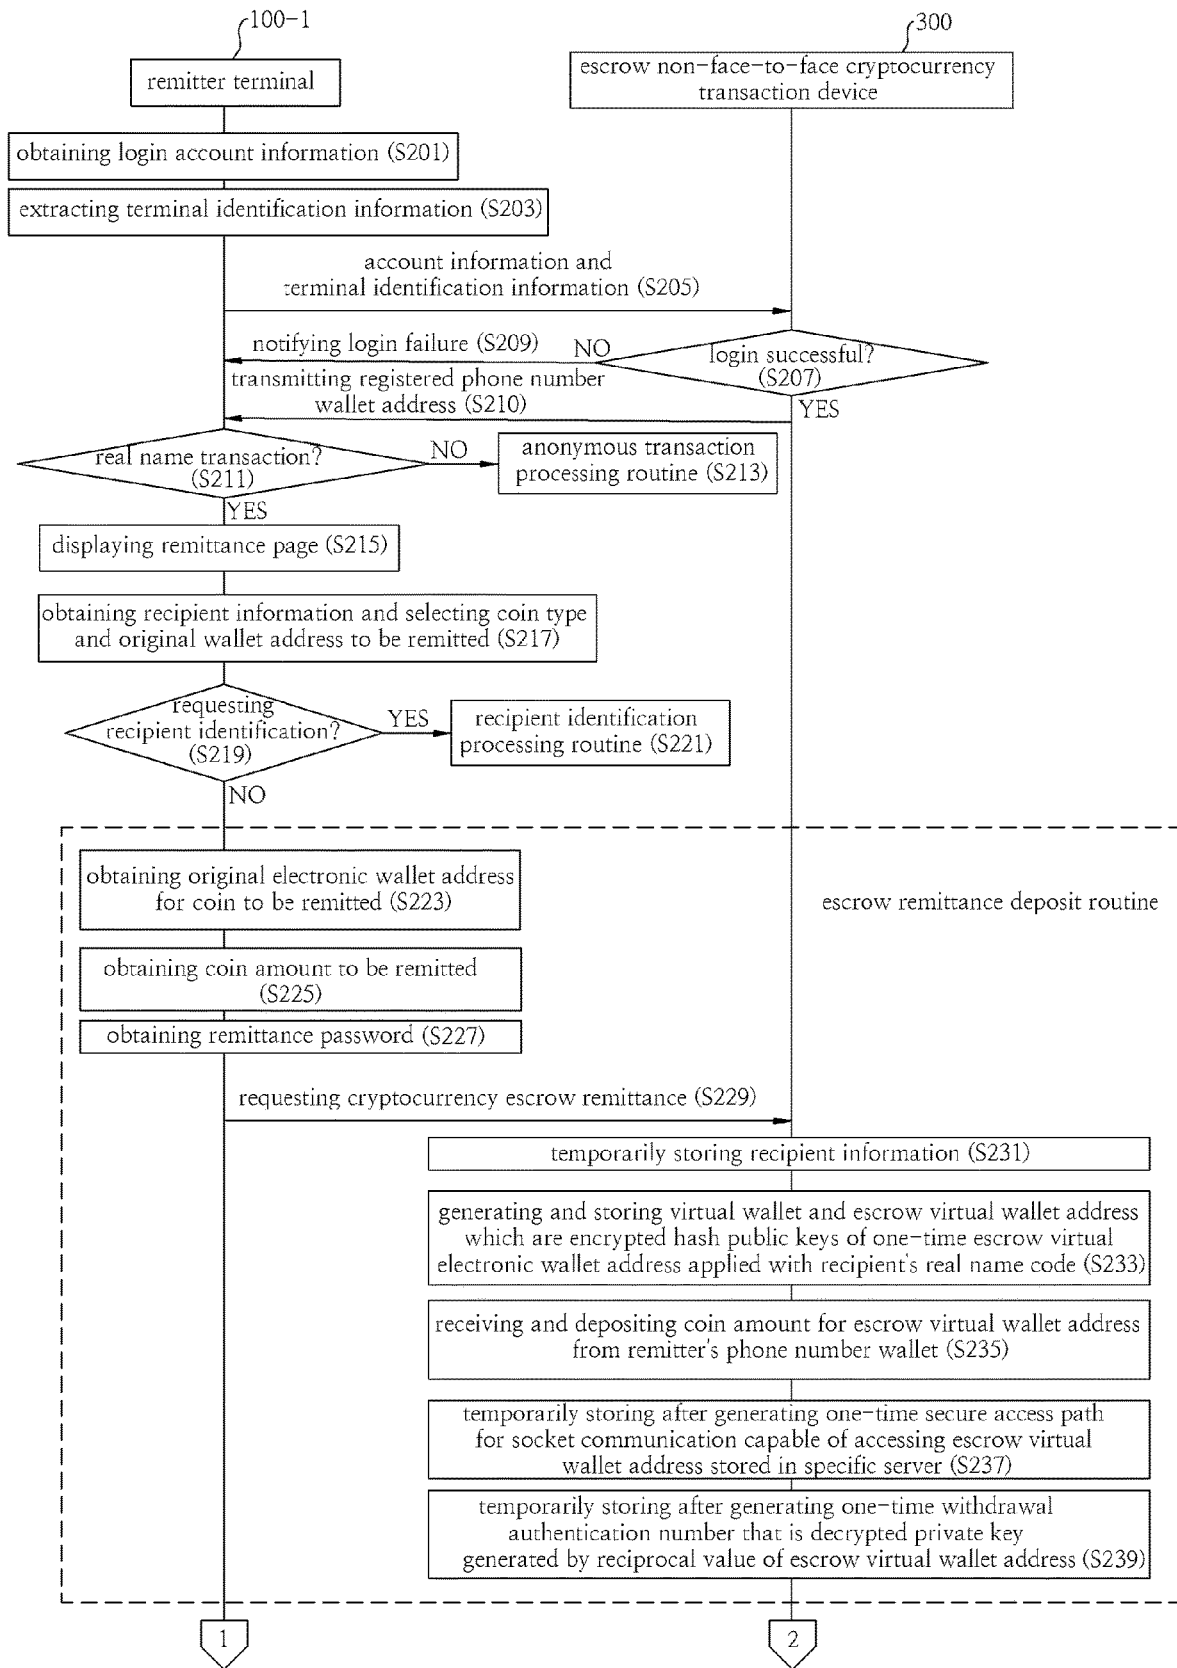 100-1
300
remitter terminal
escrow non-face-to-face cryptocurrency
transaction device
obtaining login account information (S201)
extracting terminal identification information (S203)
account information and
terminal identification information (S205)
notifying login failure (S209)
NO
login successful?
(S207)
transmitting registered phone number
wallet address (S210)
YES
real name transaction?
(S211)
NO
anonymous transaction
processing routine (S213)
YES
displaying remittance page (S215)
obtaining recipient information and selecting coin type
and original wallet address to be remitted (S217)
requesting
recipient identification?
(S219)
YES
recipient identification
processing routine (S221)
NO
obtaining original electronic wallet address
for coin to be remitted (S223)
escrow remittance deposit routine
obtaining coin amount to be remitted
(S225)
obtaining remittance password (S227)
requesting cryptocurrency escrow remittance (S229)
temporarily storing recipient information (S231)
generating and storing virtual wallet and escrow virtual wallet address
which are encrypted hash public keys of one-time escrow virtual
electronic wallet address applied with recipient's real name code (S233)
receiving and depositing coin amount for escrow virtual wallet address
from remitter's phone number wallet (S235)
temporarily storing after generating one-time secure access path
for socket communication capable of accessing escrow virtual
wallet address stored in specific server (S237)
temporarily storing after generating one-time withdrawal
authentication number that is decrypted private key
generated by reciprocal value of escrow virtual wallet address (S239)
1
2